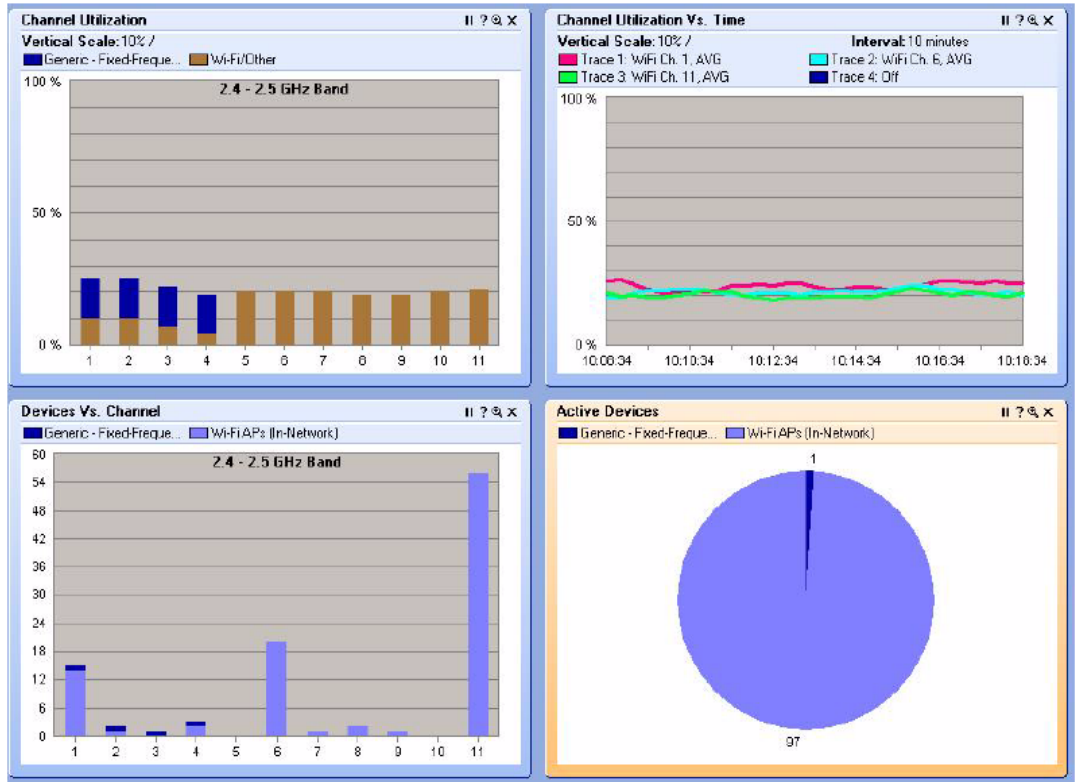 Channel Utilization
Vertical Scale: 10% /
Generic - Fixed-Freque... Wi-Fi/Other
100 %
2.4 - 2.5 GHz Band
50 %
0 %
1 2 3 4 5 6 7 8 9 10 11
Channel Utilization Vs. Time
Vertical Scale: 10% / Interval: 10 minutes
Trace 1: WiFi Ch. 1, AVG Trace 2: WiFi Ch. 6, AVG
Trace 3: WiFi Ch. 11, AVG Trace 4: Off
100 %
50 %
0 %
10:08:34 10:10:34 10:12:34 10:14:34 10:16:34 10:18:34
Devices Vs. Channel
Generic - Fixed-Freque... Wi-Fi APs (In-Network)
60
2.4 - 2.5 GHz Band
54
48
42
36
30
24
18
12
6
0
1 2 3 4 5 6 7 8 9 10 11
Active Devices
Generic - Fixed-Freque... Wi-Fi APs (In-Network)
1
97